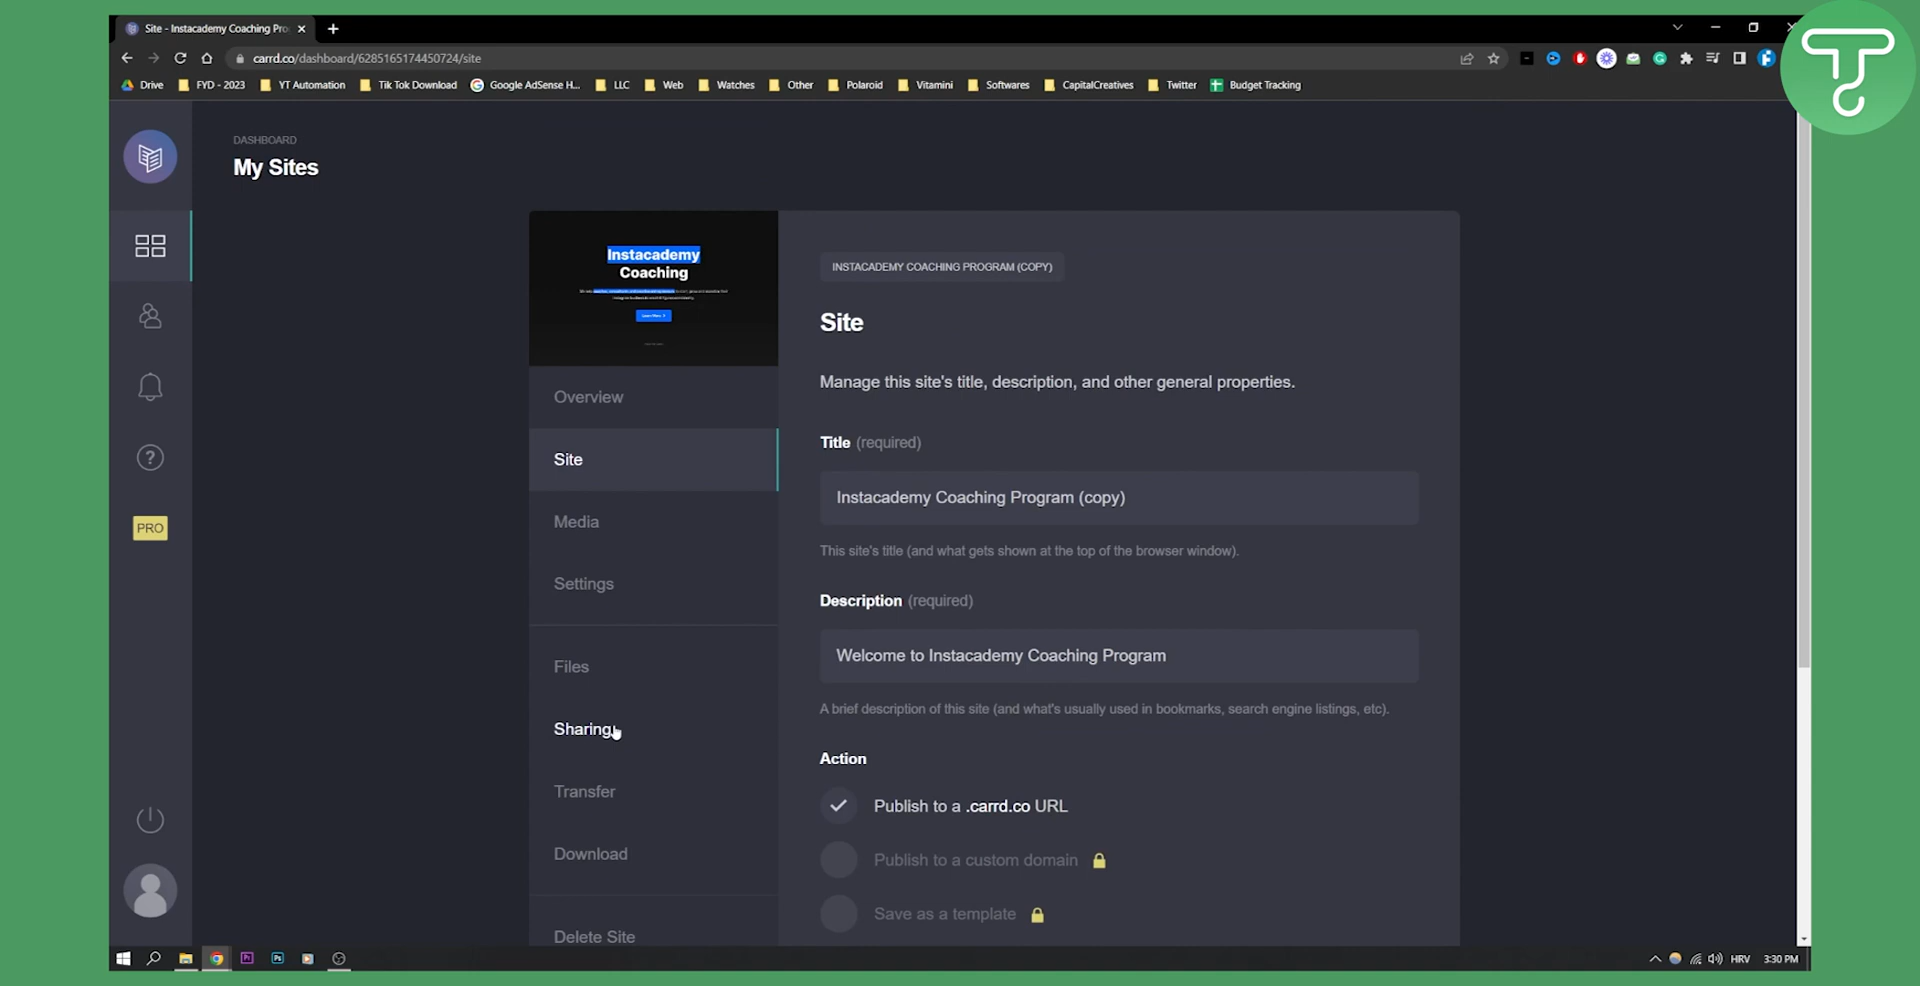 Site - Instacademy Coaching Pro
carrd.co/dashboard/6285165174450724/site
Drive
FYD - 2023
YT Automation
Tik Tok Download
Google AdSense H...
LLC
Web
Watches
Other
Polaroid
Vitamini
Softwares
CapitalCreatives
Twitter
Budget Tracking
DASHBOARD
My Sites
Instacademy
Coaching
PRO
Overview
Site
Media
Settings
Files
Sharing
Transfer
Download
Delete Site
INSTACADEMY COACHING PROGRAM (COPY)
Site
Manage this site's title, description, and other general properties.
Title (required)
Instacademy Coaching Program (copy)
This site's title (and what gets shown at the top of the browser window).
Description (required)
Welcome to Instacademy Coaching Program
A brief description of this site (and what's usually used in bookmarks, search engine listings, etc).
Action
Publish to a .carrd.co URL
Publish to a custom domain
Save as a template
Pr
Ps
HRV
3:30 PM